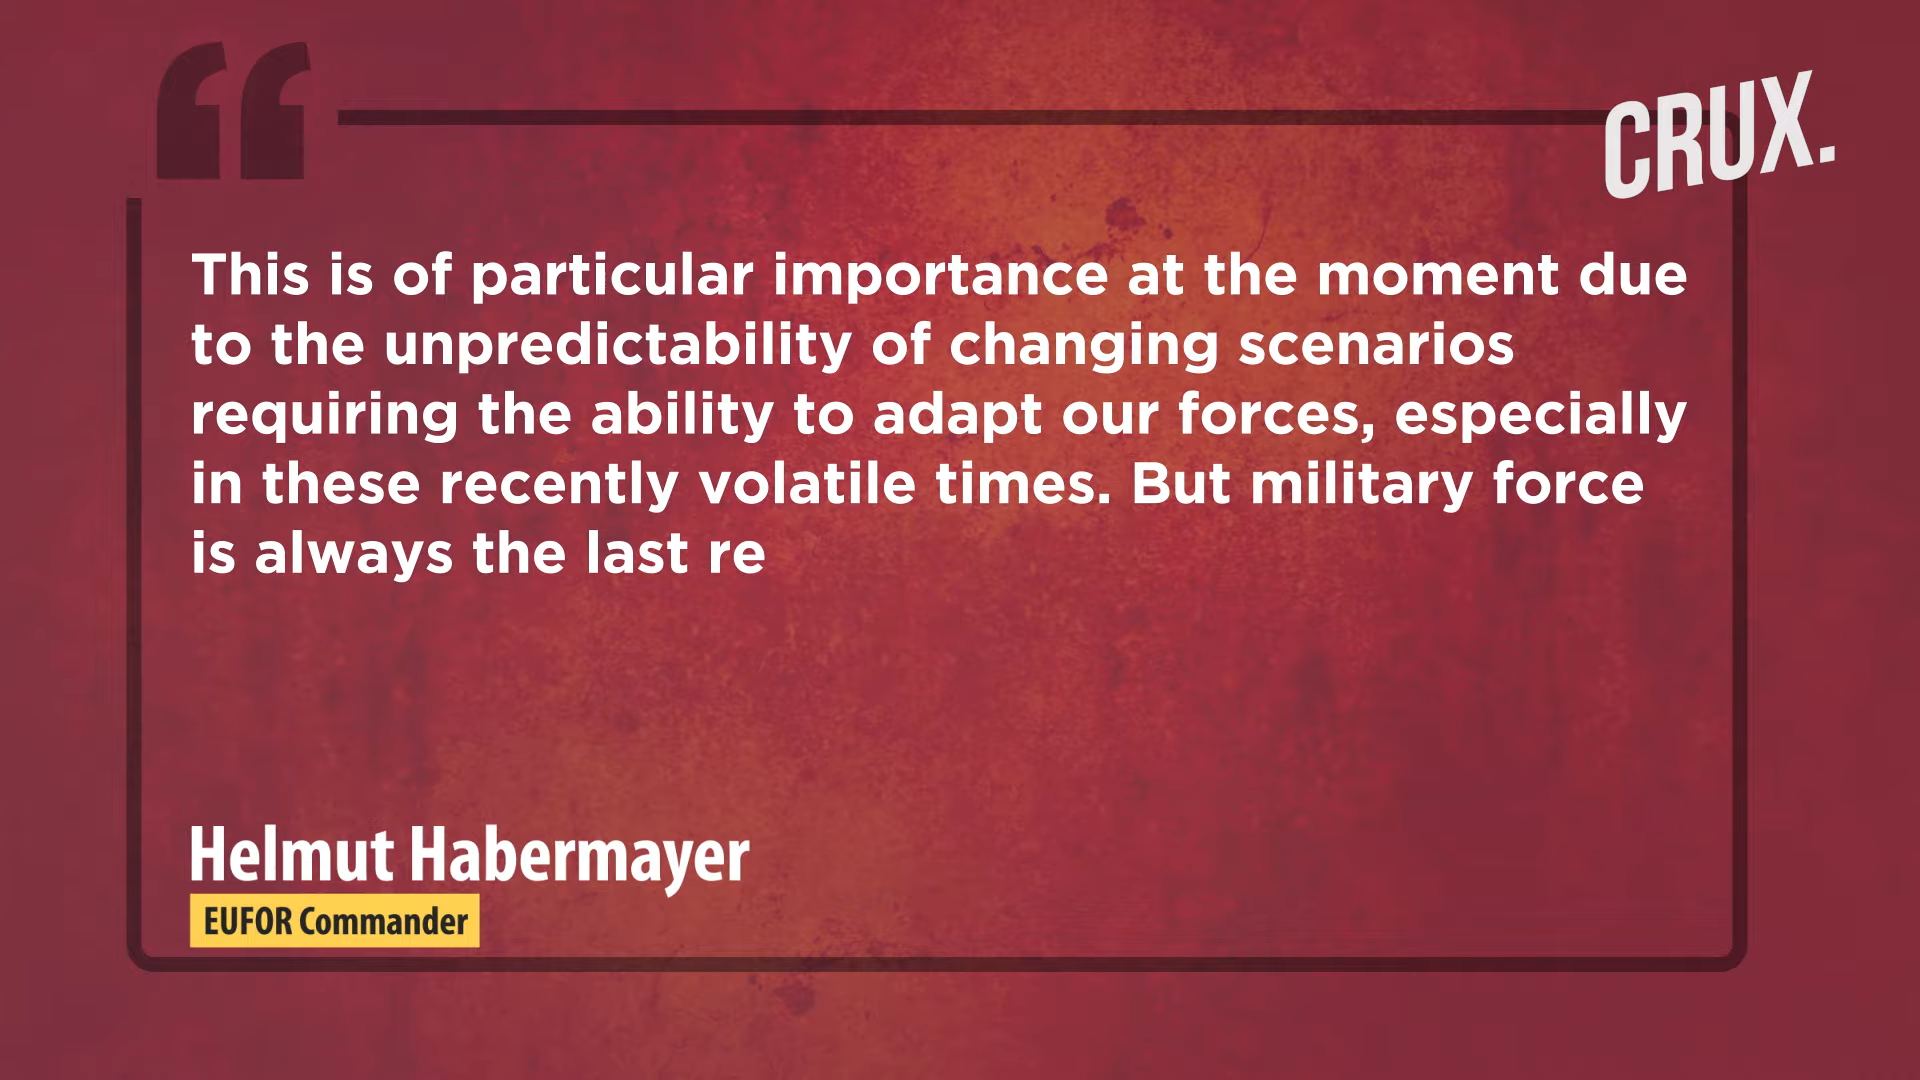 CRUX.
This is of particular importance at the moment due
to the unpredictability of changing scenarios
requiring the ability to adapt our forces, especially
in these recently volatile times. But military force
is always the last re
Helmut Habermayer
EUFOR Commander